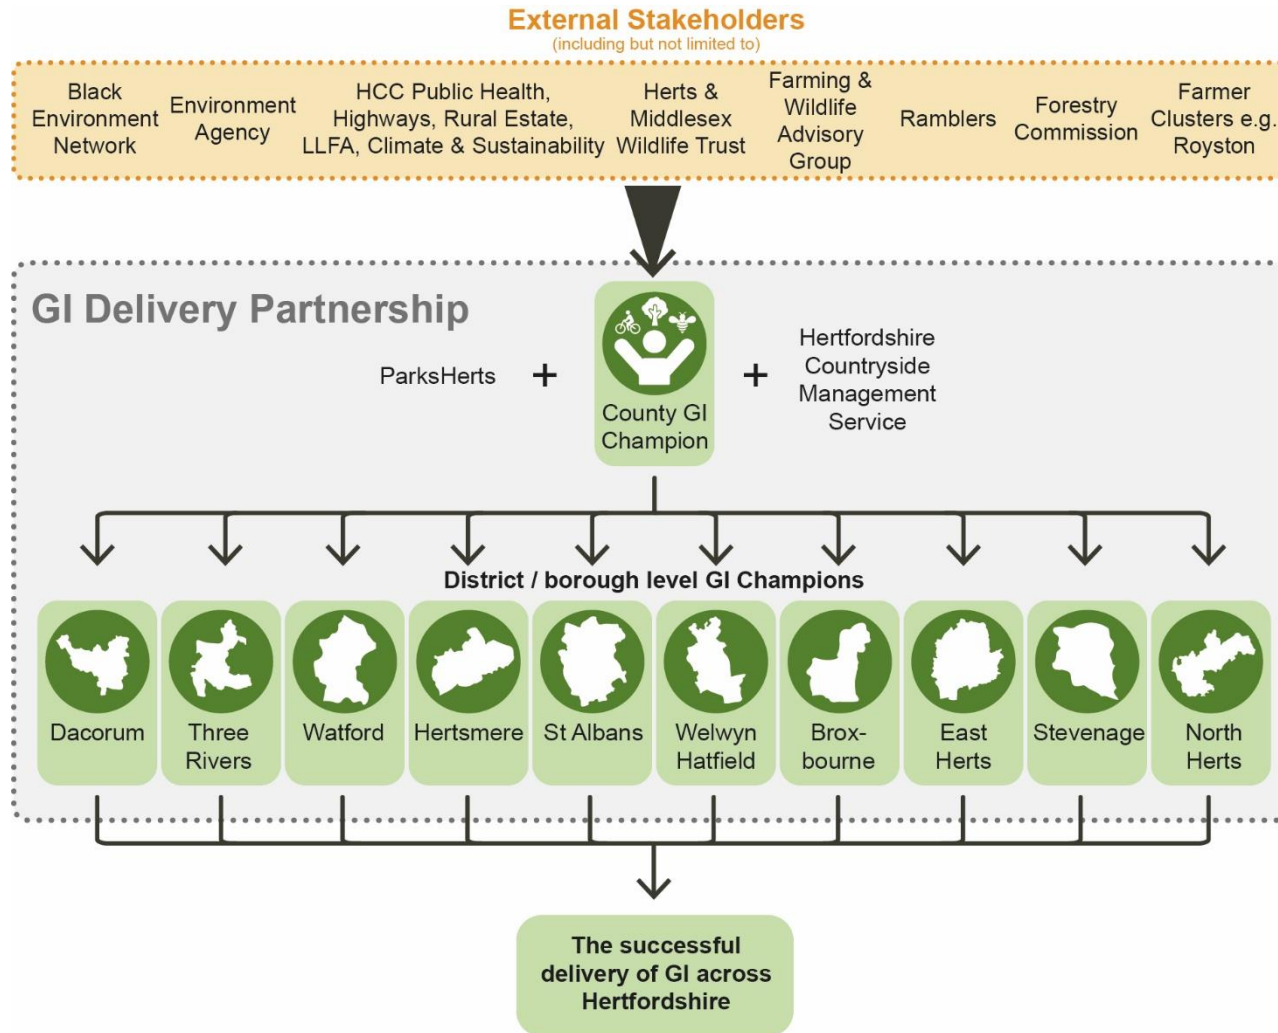 External Stakeholders
(including but not limited to)
Black
Environment
Network
Environment
Agency
HCC Public Health,
Highways, Rural Estate,
LLFA, Climate & Sustainability
Herts &
Middlesex
Wildlife Trust
Farming &
Wildlife
Advisory
Group
Ramblers
Forestry
Commission
Farmer
Clusters e.g.
Royston
GI Delivery Partnership
ParksHerts
+
County GI
Champion
+
Hertfordshire
Countryside
Management
Service
District / borough level GI Champions
Dacorum
Three
Rivers
Watford
Hertsmere
St Albans
Welwyn
Hatfield
Brox-
bourne
East
Herts
Stevenage
North
Herts
The successful
delivery of GI across
Hertfordshire